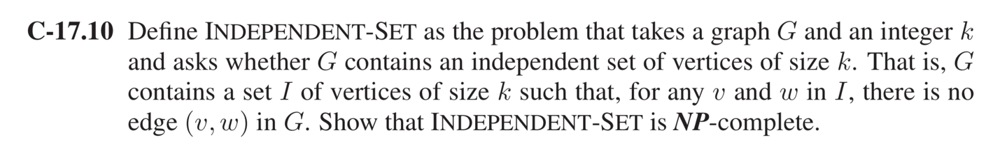 C-17.10 Define INDEPENDENT-SET as the problem that takes a graph G and an integer k
and asks whether G contains an independent set of vertices of size k. That is, G
contains a set I of vertices of size k such that, for any v and w in I, there is no
edge (v, w) in G. Show that INDEPENDENT-SET is NP-complete.